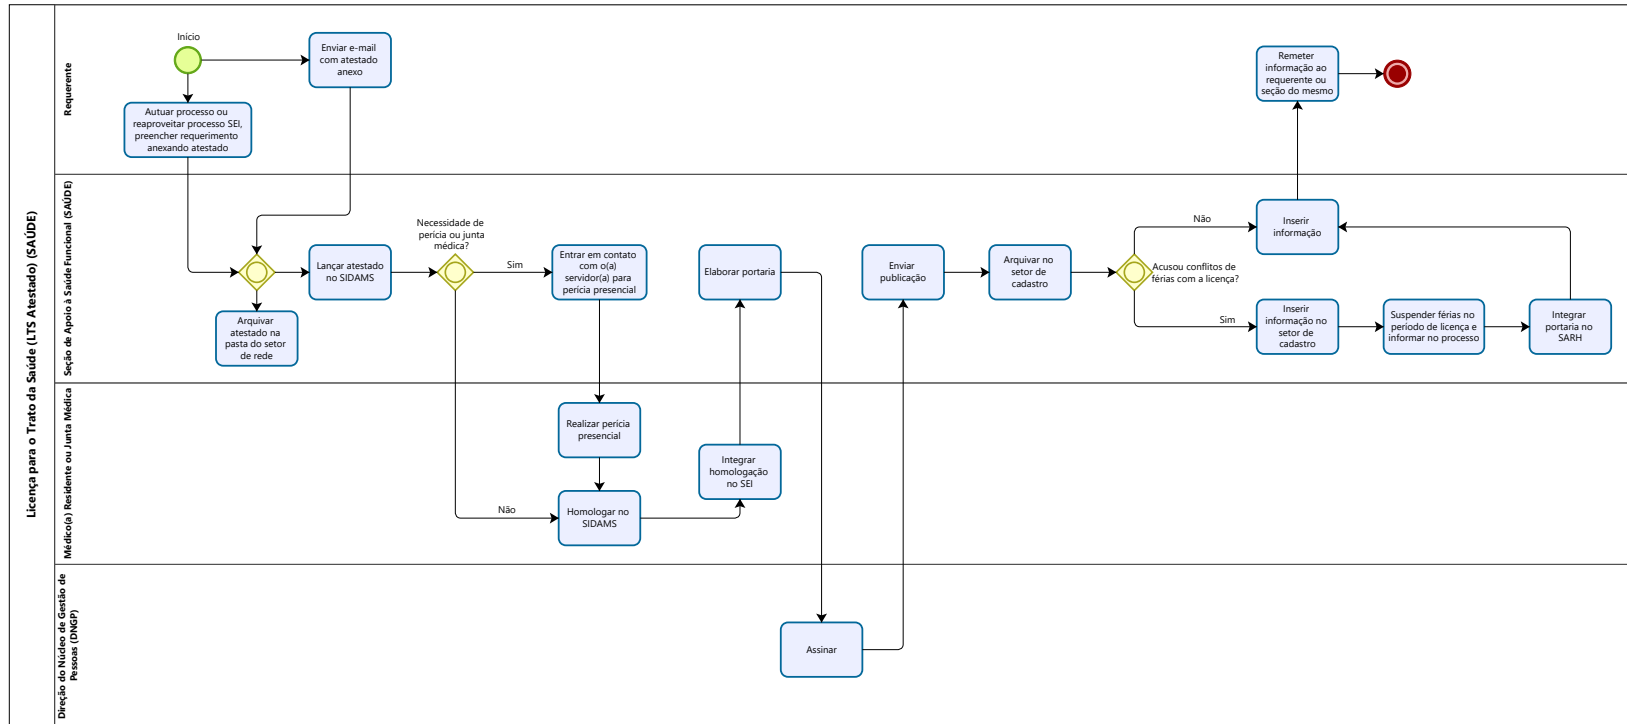 Licença para o Trato da Saúde (LTS Atestado) (SAÚDE)
Requerente
Início
Enviar e-mail
com atestado
anexo
Autuar processo ou
reaproveitar processo SEI,
preencher requerimento
anexando atestado
Remeter
informação ao
requerente ou
seção do mesmo
Seção de Apoio à Saúde Funcional (SAÚDE)
Arquivar
atestado na
pasta do setor
de rede
Lançar atestado
no SIDAMS
Necessidade de
perícia ou junta
médica?
Sim
Não
Entrar em contato
com o(a)
servidor(a) para
perícia presencial
Elaborar portaria
Enviar
publicação
Arquivar no
setor de
cadastro
Acusou conflitos de
férias com a licença?
Não
Sim
Inserir
informação
Inserir
informação no
setor de
cadastro
Suspender férias no
período de licença e
informar no processo
Integrar
portaria no
SARH
Médico(a) Residente ou Junta Médica
Realizar perícia
presencial
Homologar no
SIDAMS
Integrar
homologação
no SEI
Direção do Núcleo de Gestão de
Pessoas (DNGP)
Assinar